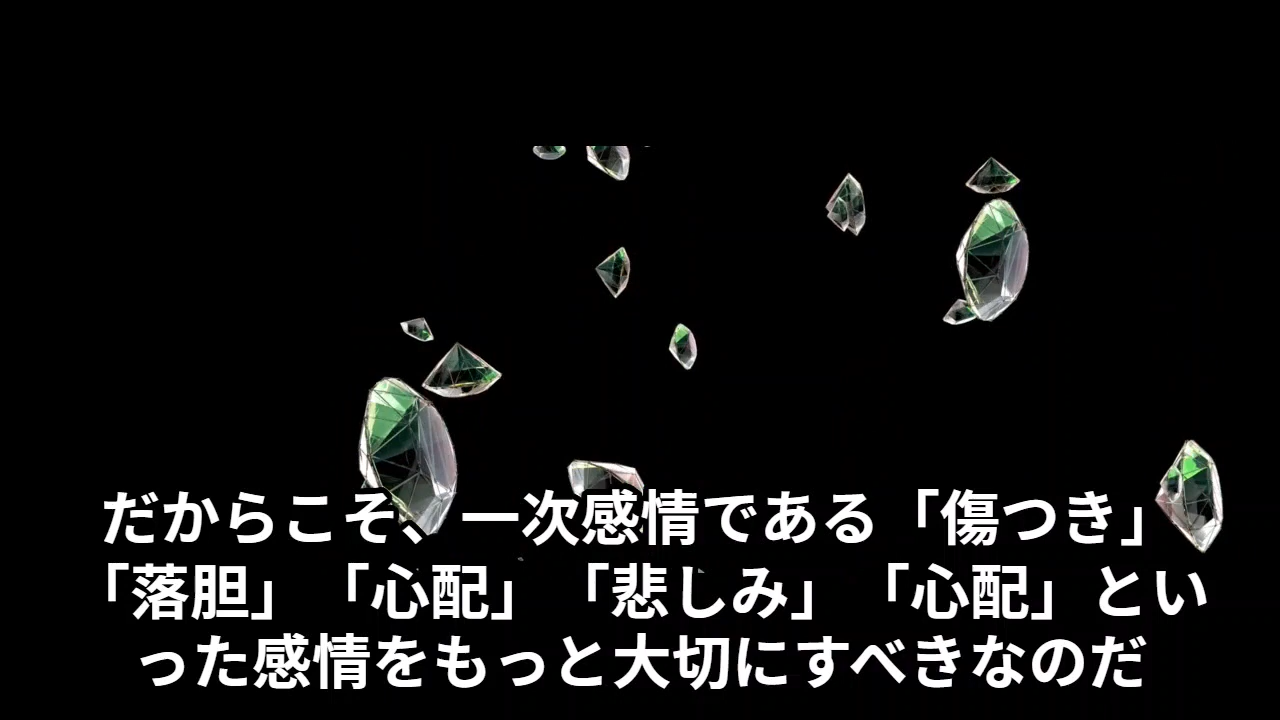 だからこそ、一次感情である「傷つき」
「落胆」「心配」「悲しみ」「心配」とい
った感情をもっと大切にすべきなのだ